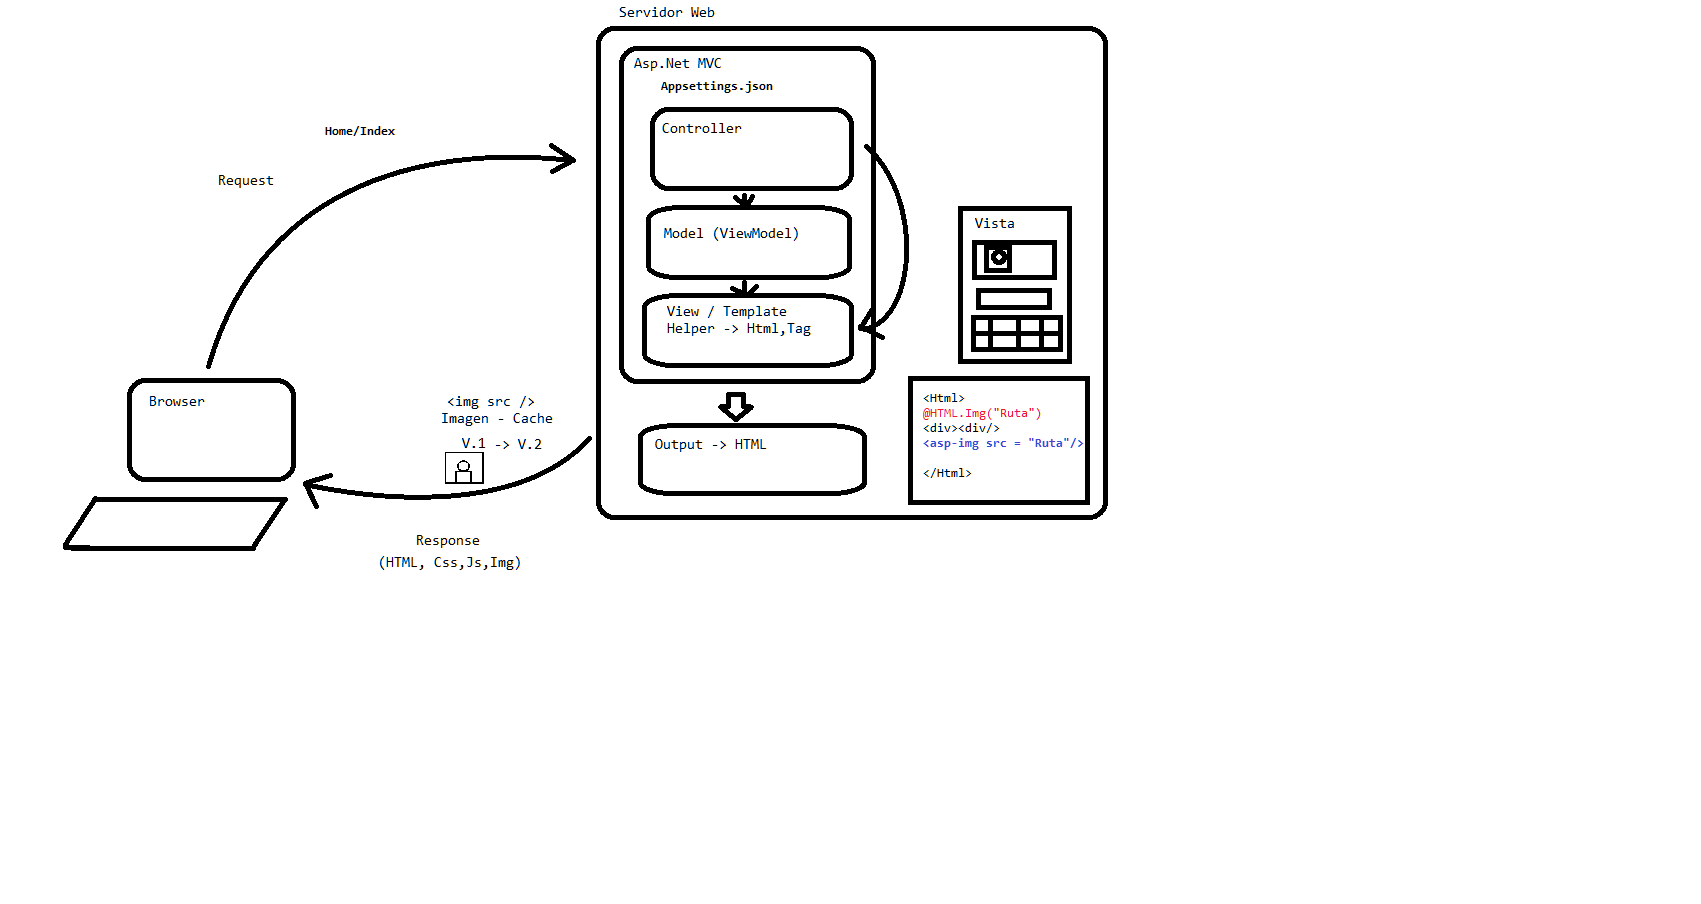 Servidor Web
Asp.Net MVC
Appsettings.json
Controller
Home/Index
Request
Model (ViewModel)
View / Template
Helper -> Html,Tag
Vista
Browser
<img src />
Imagen - Cache
V.1 -> V.2
Output -> HTML
<Html>
@HTML.Img("Ruta")
<div><div/>
<asp-img src = "Ruta"/>
</Html>
Response
(HTML, Css,Js,Img)